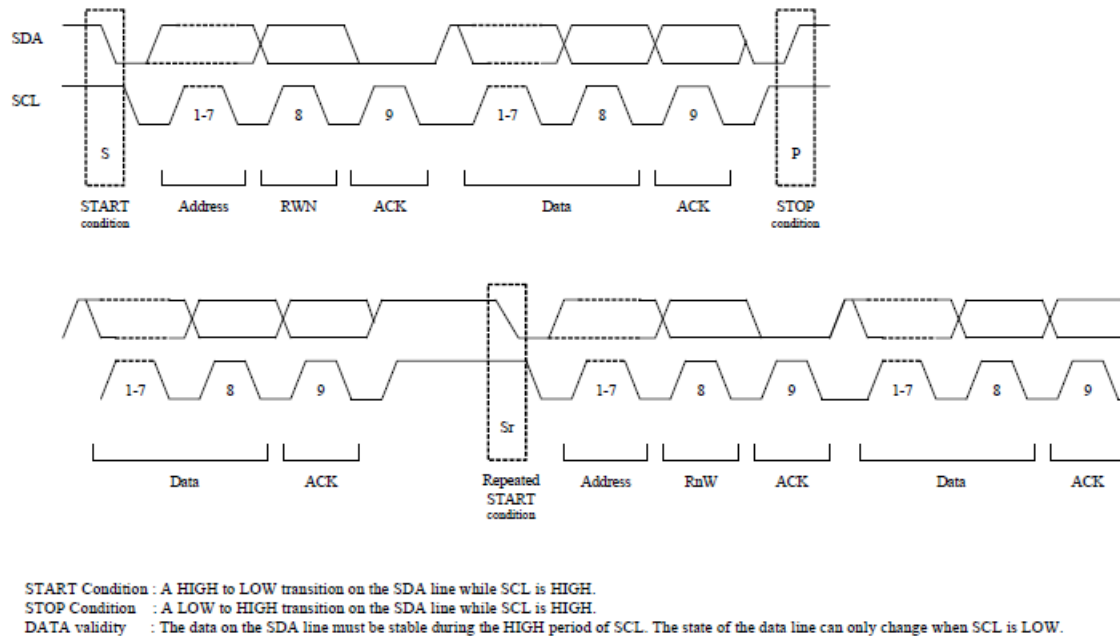 SDA
SCL
1-7 8 9 1-7 8 9
S P
START condition Address RWN ACK Data ACK STOP condition
1-7 8 9 1-7 8 9 1-7 8 9
Sr
Data ACK Repeated START condition Address RnW ACK Data ACK
START Condition : A HIGH to LOW transition on the SDA line while SCL is HIGH.
STOP Condition : A LOW to HIGH transition on the SDA line while SCL is HIGH.
DATA validity : The data on the SDA line must be stable during the HIGH period of SCL. The state of the data line can only change when SCL is LOW.